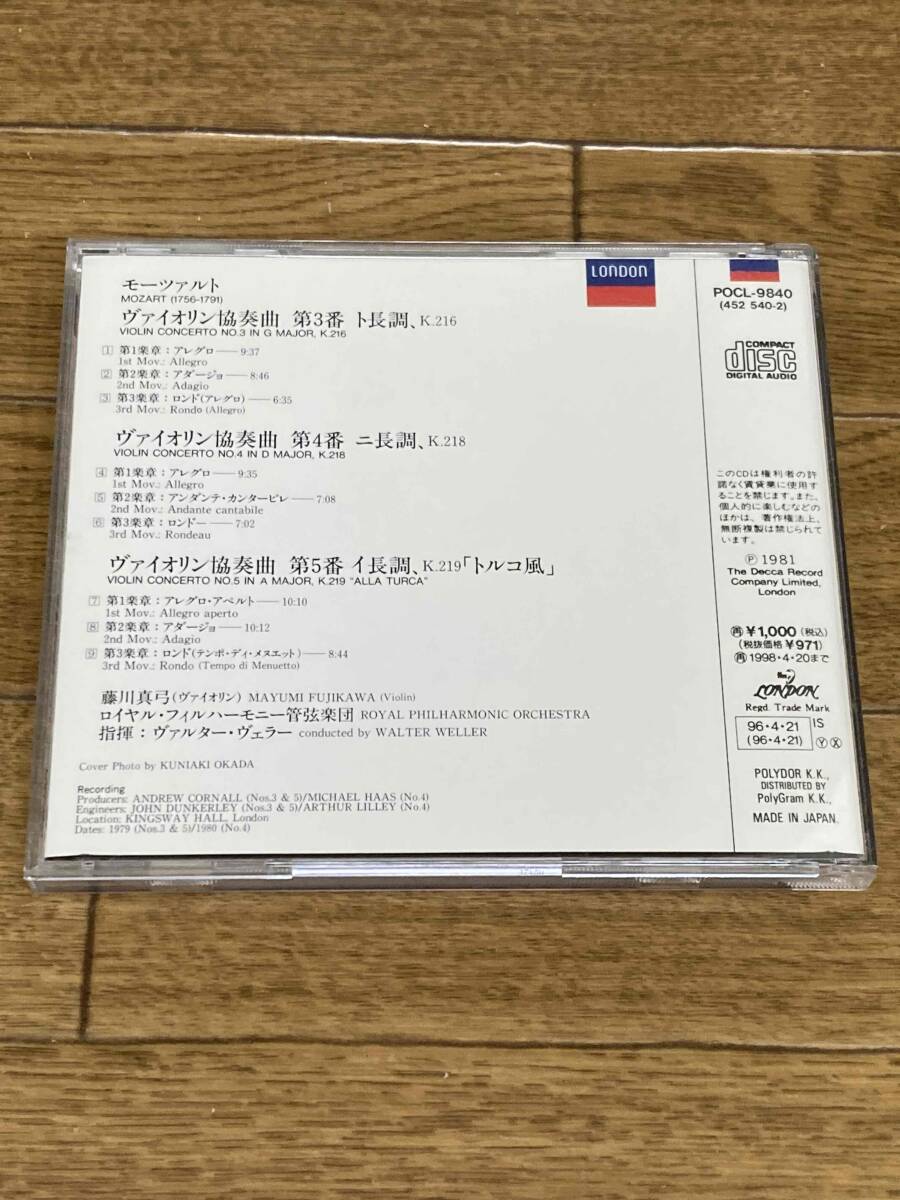 モーツァルト
MOZART (1756-1791)
ヴァイオリン協奏曲 第3番 ト長調、K.216
VIOLIN CONCERTO NO.3 IN G MAJOR, K.216
1 第1楽章：アレグロ——9:37
1st Mov.: Allegro
2 第2楽章：アダージョ——8:46
2nd Mov.: Adagio
3 第3楽章：ロンド(アレグロ)——6:35
3rd Mov.: Rondo (Allegro)
ヴァイオリン協奏曲 第4番 ニ長調、K.218
VIOLIN CONCERTO NO.4 IN D MAJOR, K.218
4 第1楽章：アレグロ——9:35
1st Mov.: Allegro
5 第2楽章：アンダンテ・カンタービレ——7:08
2nd Mov.: Andante cantabile
6 第3楽章：ロンドー——7:02
3rd Mov.: Rondeau
ヴァイオリン協奏曲 第5番 イ長調、K.219「トルコ風」
VIOLIN CONCERTO NO.5 IN A MAJOR, K.219 "ALLA TURCA"
7 第1楽章：アレグロ・アペルト——10:10
1st Mov.: Allegro aperto
8 第2楽章：アダージョ——10:12
2nd Mov.: Adagio
9 第3楽章：ロンド(テンポ・ディ・メヌエット)——8:44
3rd Mov.: Rondo (Tempo di Menuetto)
藤川真弓(ヴァイオリン) MAYUMI FUJIKAWA (Violin)
ロイヤル・フィルハーモニー管弦楽団 ROYAL PHILHARMONIC ORCHESTRA
指揮：ヴァルター・ヴェラー conducted by WALTER WELLER
Cover Photo by KUNIAKI OKADA
Recording
Producers: ANDREW CORNALL (Nos.3 & 5)/MICHAEL HAAS (No.4)
Engineers: JOHN DUNKERLEY (Nos.3 & 5)/ARTHUR LILLEY (No.4)
Location: KINGSWAY HALL, London
Dates: 1979 (Nos.3 & 5)/1980 (No.4)
LONDON
POCL-9840
(452 540-2)
COMPACT
disc
DIGITAL AUDIO
このCDは権利者の許
諾なく賃貸業に使用す
ることを禁じます。また、
個人的に楽しむなどの
ほかは、著作権法上、
無断複製は禁じられて
います。
Ⓟ 1981
The Decca Record
Company Limited,
London
再￥1,000(税込)
(税抜価格￥971)
再1998・4・20まで
LONDON
Regd. Trade Mark
96・4・21 IS
(96・4・21) Ⓨ Ⓧ
POLYDOR K.K.,
DISTRIBUTED BY
PolyGram K.K.,
MADE IN JAPAN.